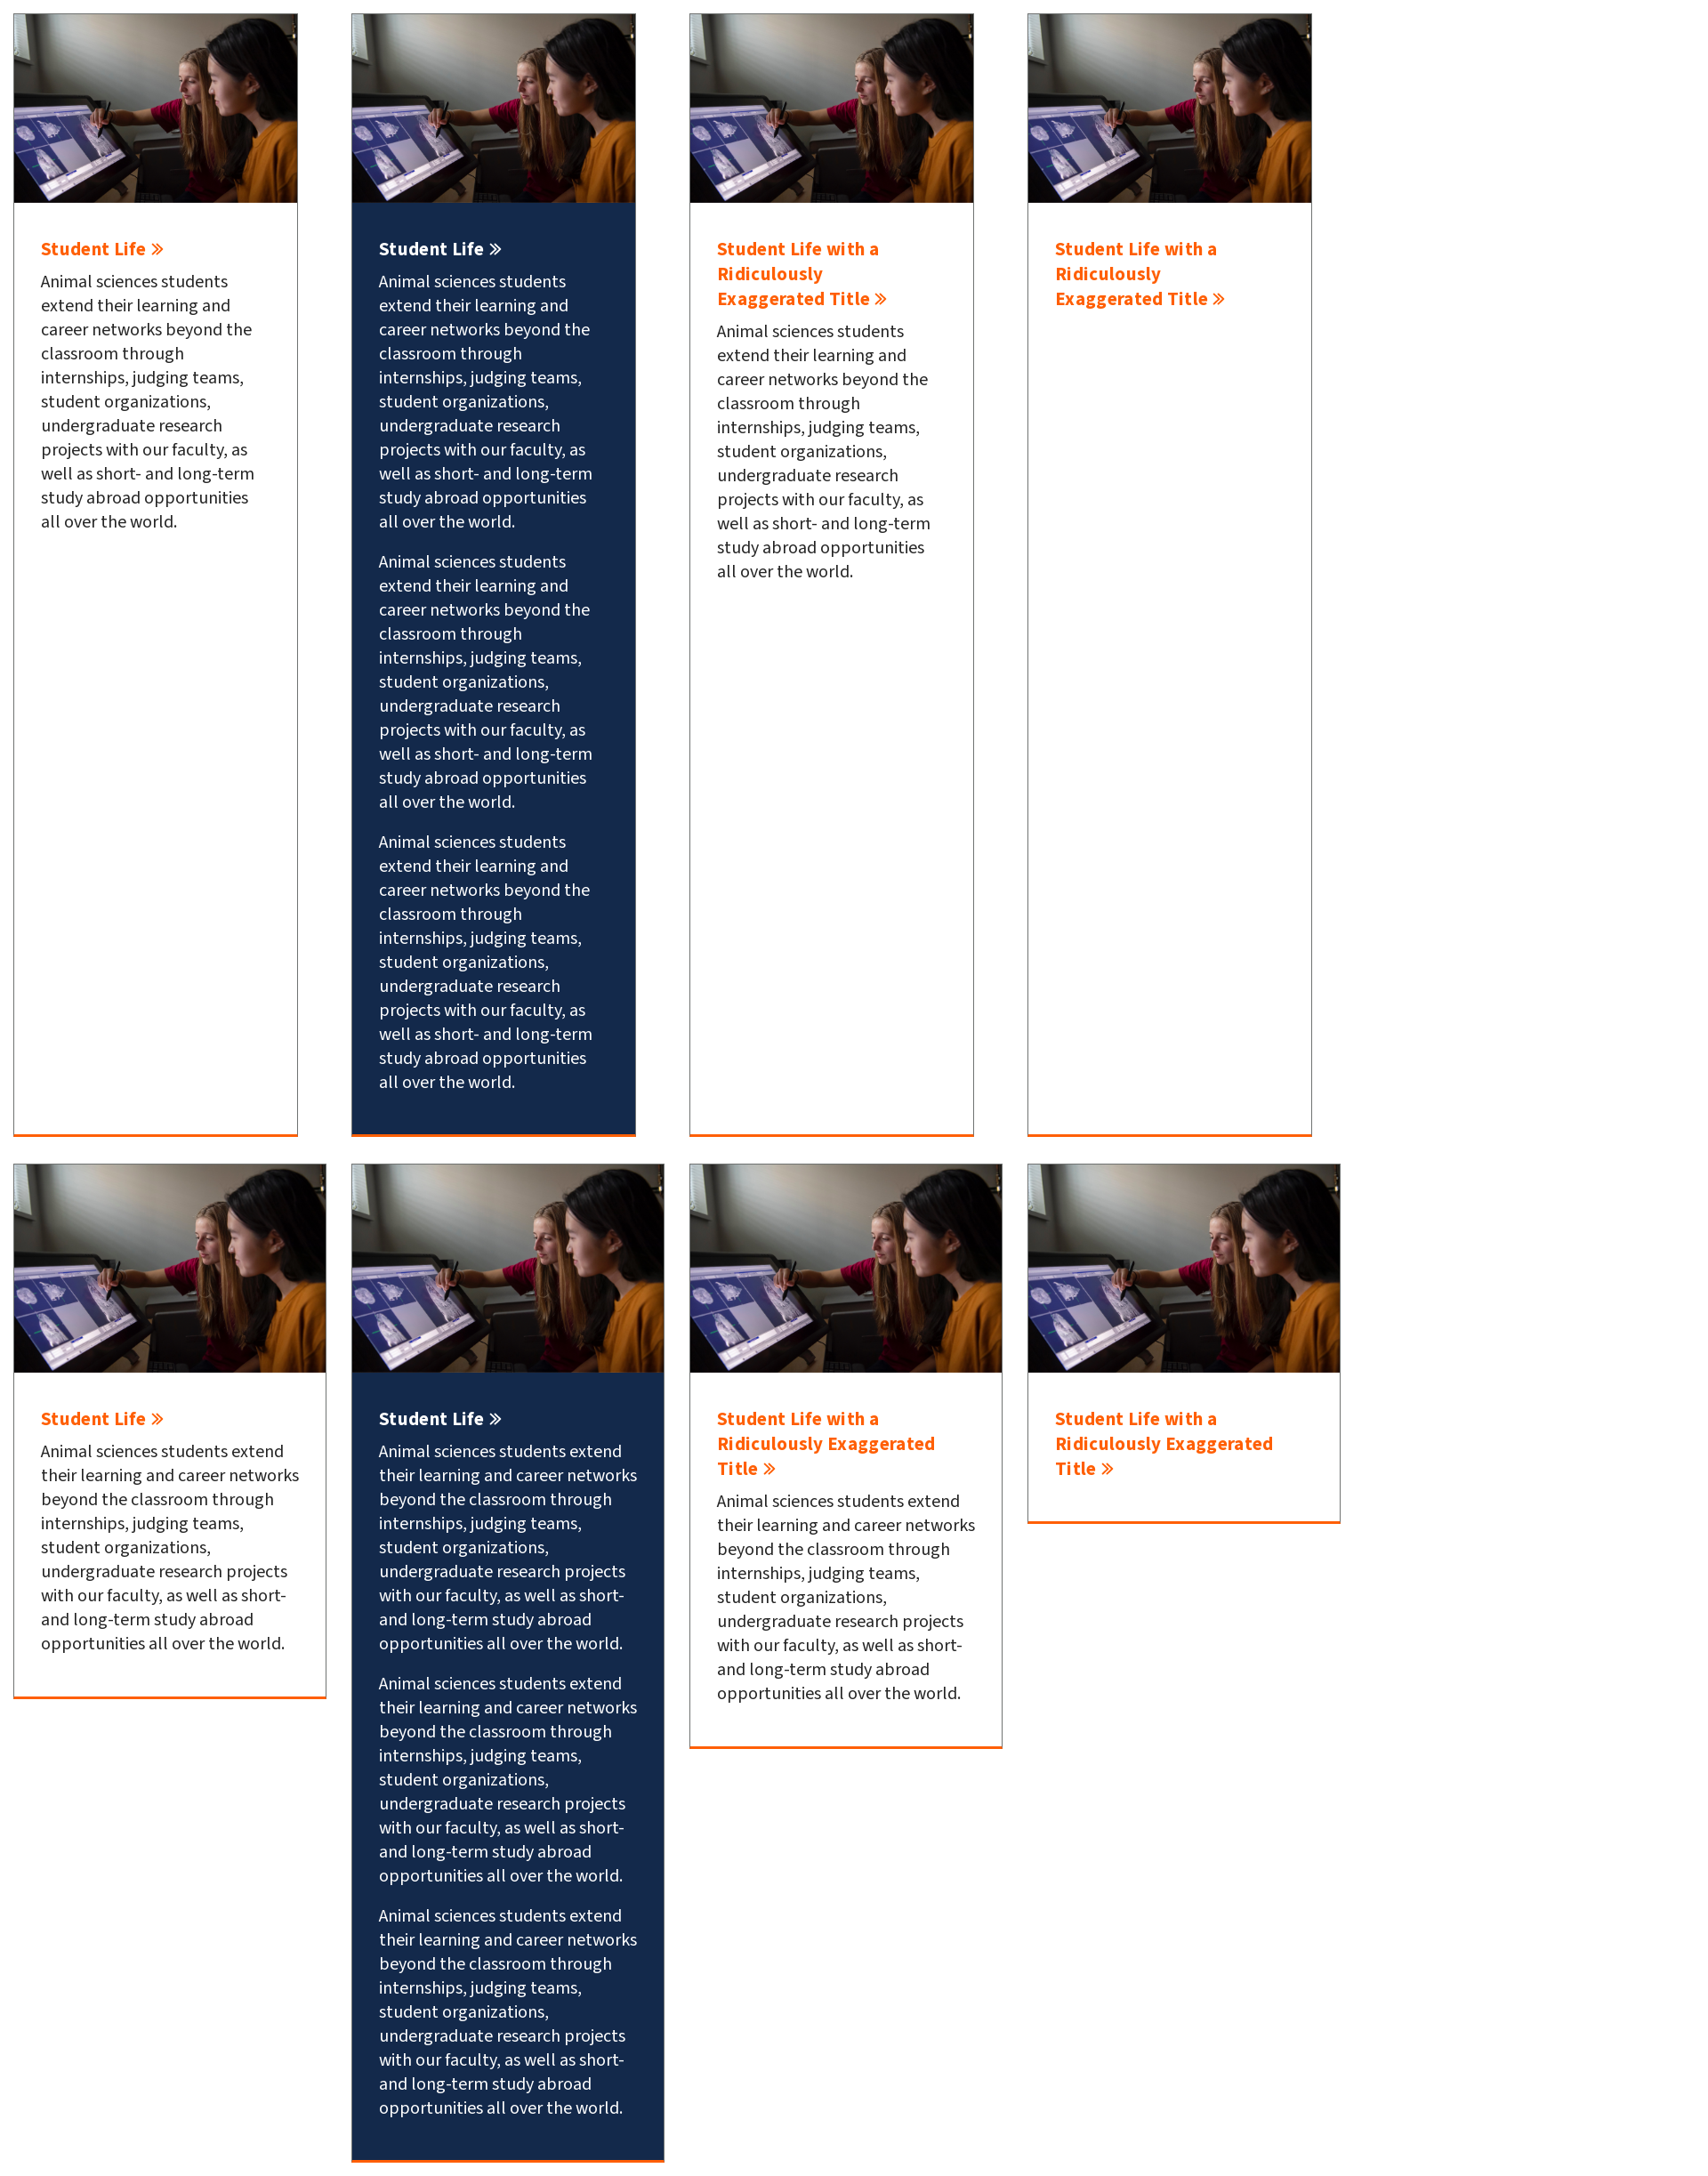 Student Life »
Animal sciences students
extend their learning and
career networks beyond the
classroom through
internships, judging teams,
student organizations,
undergraduate research
projects with our faculty, as
well as short- and long-term
study abroad opportunities
all over the world.
Student Life »
Animal sciences students
extend their learning and
career networks beyond the
classroom through
internships, judging teams,
student organizations,
undergraduate research
projects with our faculty, as
well as short- and long-term
study abroad opportunities
all over the world.
Animal sciences students
extend their learning and
career networks beyond the
classroom through
internships, judging teams,
student organizations,
undergraduate research
projects with our faculty, as
well as short- and long-term
study abroad opportunities
all over the world.
Animal sciences students
extend their learning and
career networks beyond the
classroom through
internships, judging teams,
student organizations,
undergraduate research
projects with our faculty, as
well as short- and long-term
study abroad opportunities
all over the world.
Student Life with a
Ridiculously
Exaggerated Title »
Animal sciences students
extend their learning and
career networks beyond the
classroom through
internships, judging teams,
student organizations,
undergraduate research
projects with our faculty, as
well as short- and long-term
study abroad opportunities
all over the world.
Student Life with a
Ridiculously
Exaggerated Title »
Student Life »
Animal sciences students extend
their learning and career networks
beyond the classroom through
internships, judging teams,
student organizations,
undergraduate research projects
with our faculty, as well as short-
and long-term study abroad
opportunities all over the world.
Student Life »
Animal sciences students extend
their learning and career networks
beyond the classroom through
internships, judging teams,
student organizations,
undergraduate research projects
with our faculty, as well as short-
and long-term study abroad
opportunities all over the world.
Animal sciences students extend
their learning and career networks
beyond the classroom through
internships, judging teams,
student organizations,
undergraduate research projects
with our faculty, as well as short-
and long-term study abroad
opportunities all over the world.
Animal sciences students extend
their learning and career networks
beyond the classroom through
internships, judging teams,
student organizations,
undergraduate research projects
with our faculty, as well as short-
and long-term study abroad
opportunities all over the world.
Student Life with a
Ridiculously Exaggerated
Title »
Animal sciences students extend
their learning and career networks
beyond the classroom through
internships, judging teams,
student organizations,
undergraduate research projects
with our faculty, as well as short-
and long-term study abroad
opportunities all over the world.
Student Life with a
Ridiculously Exaggerated
Title »